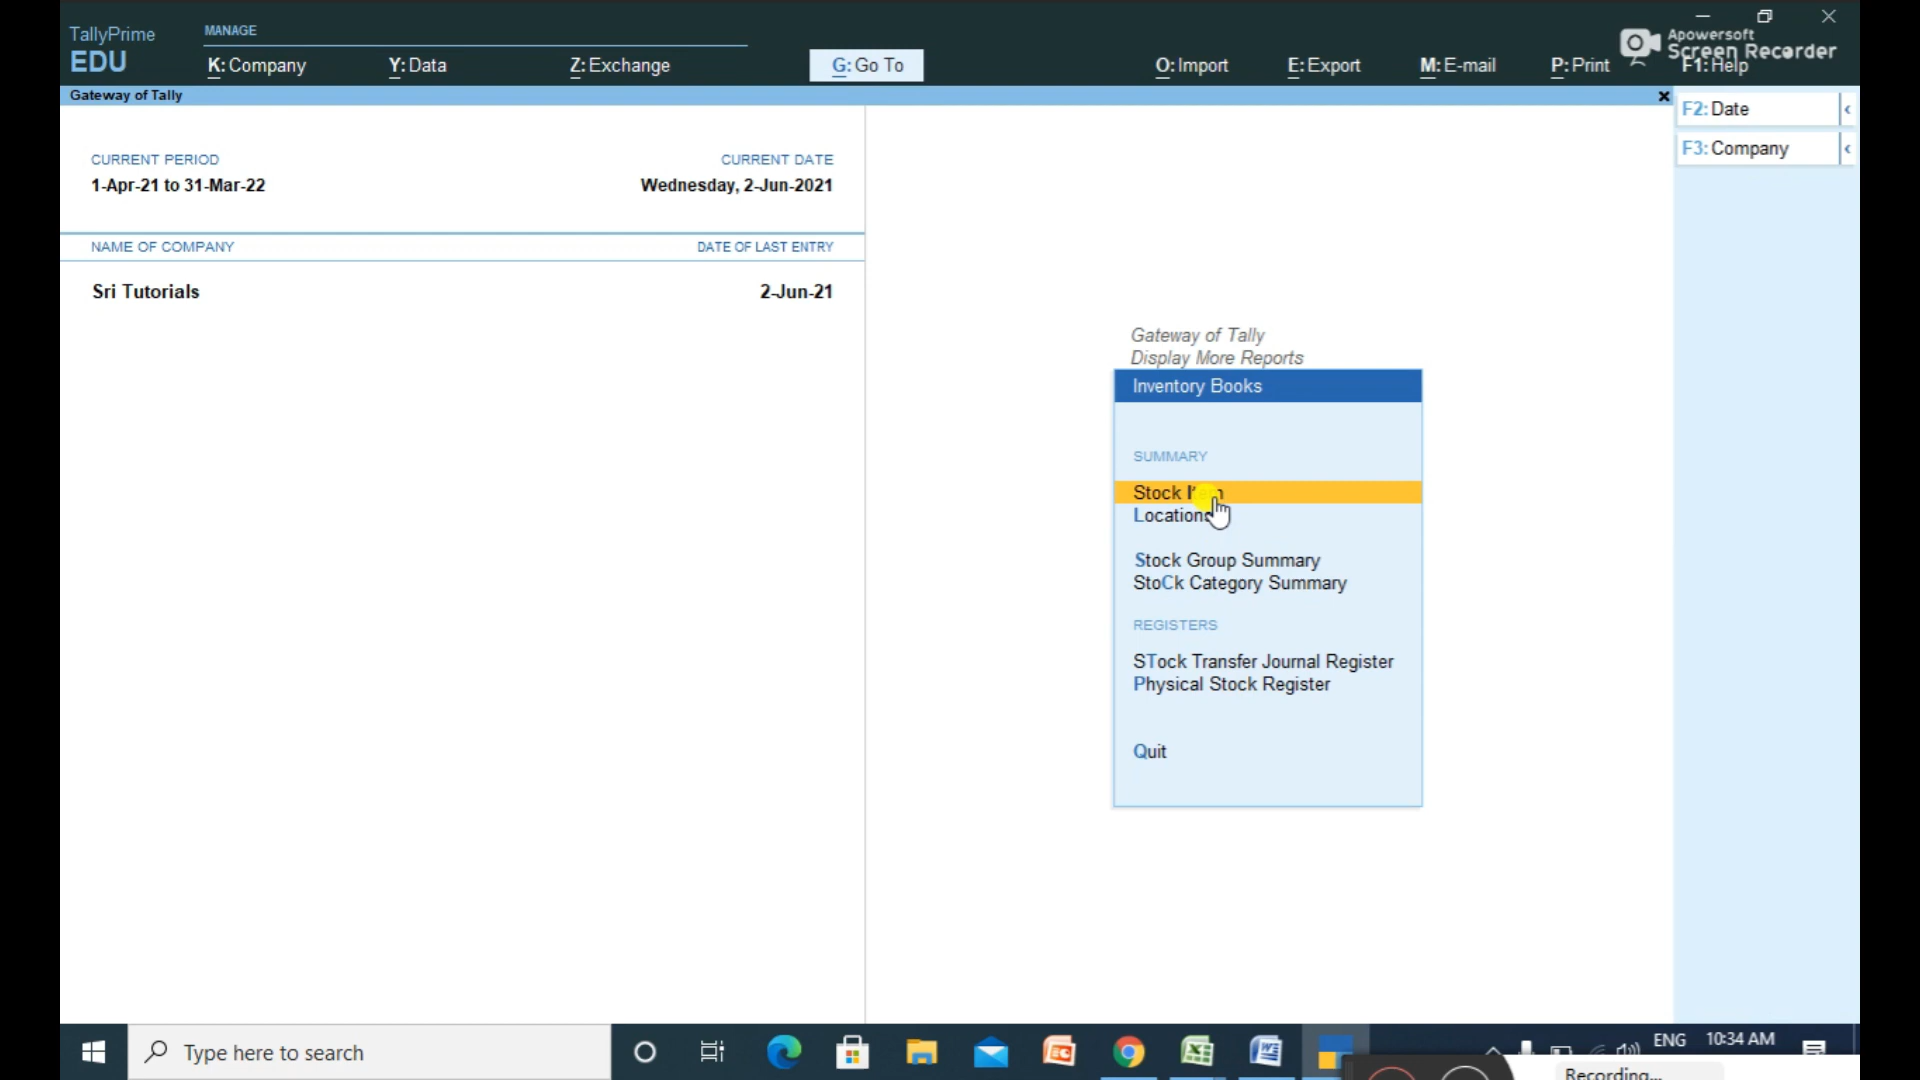 TallyPrime
EDU
MANAGE
K: Company
Y: Data
Z: Exchange
G: Go To
O: Import
E: Export
M: E-mail
P: Print
F1: Help
Apowersoft
Screen Recorder
Gateway of Tally
F2: Date
F3: Company
CURRENT PERIOD
CURRENT DATE
1-Apr-21 to 31-Mar-22
Wednesday, 2-Jun-2021
NAME OF COMPANY
DATE OF LAST ENTRY
Sri Tutorials
2-Jun-21
Gateway of Tally
Display More Reports
Inventory Books
SUMMARY
Stock Item
Locations
Stock Group Summary
StoCk Category Summary
REGISTERS
STock Transfer Journal Register
Physical Stock Register
Quit
Type here to search
ENG
10:34 AM
Recording...